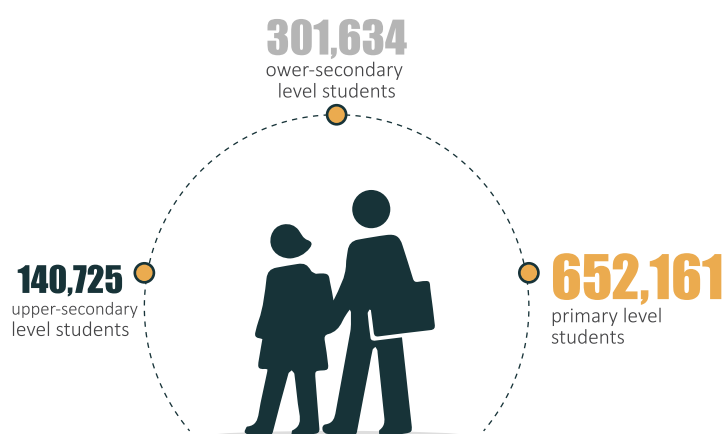 301,634
ower-secondary
level students
140,725
upper-secondary
level students
652,161
primary level
students